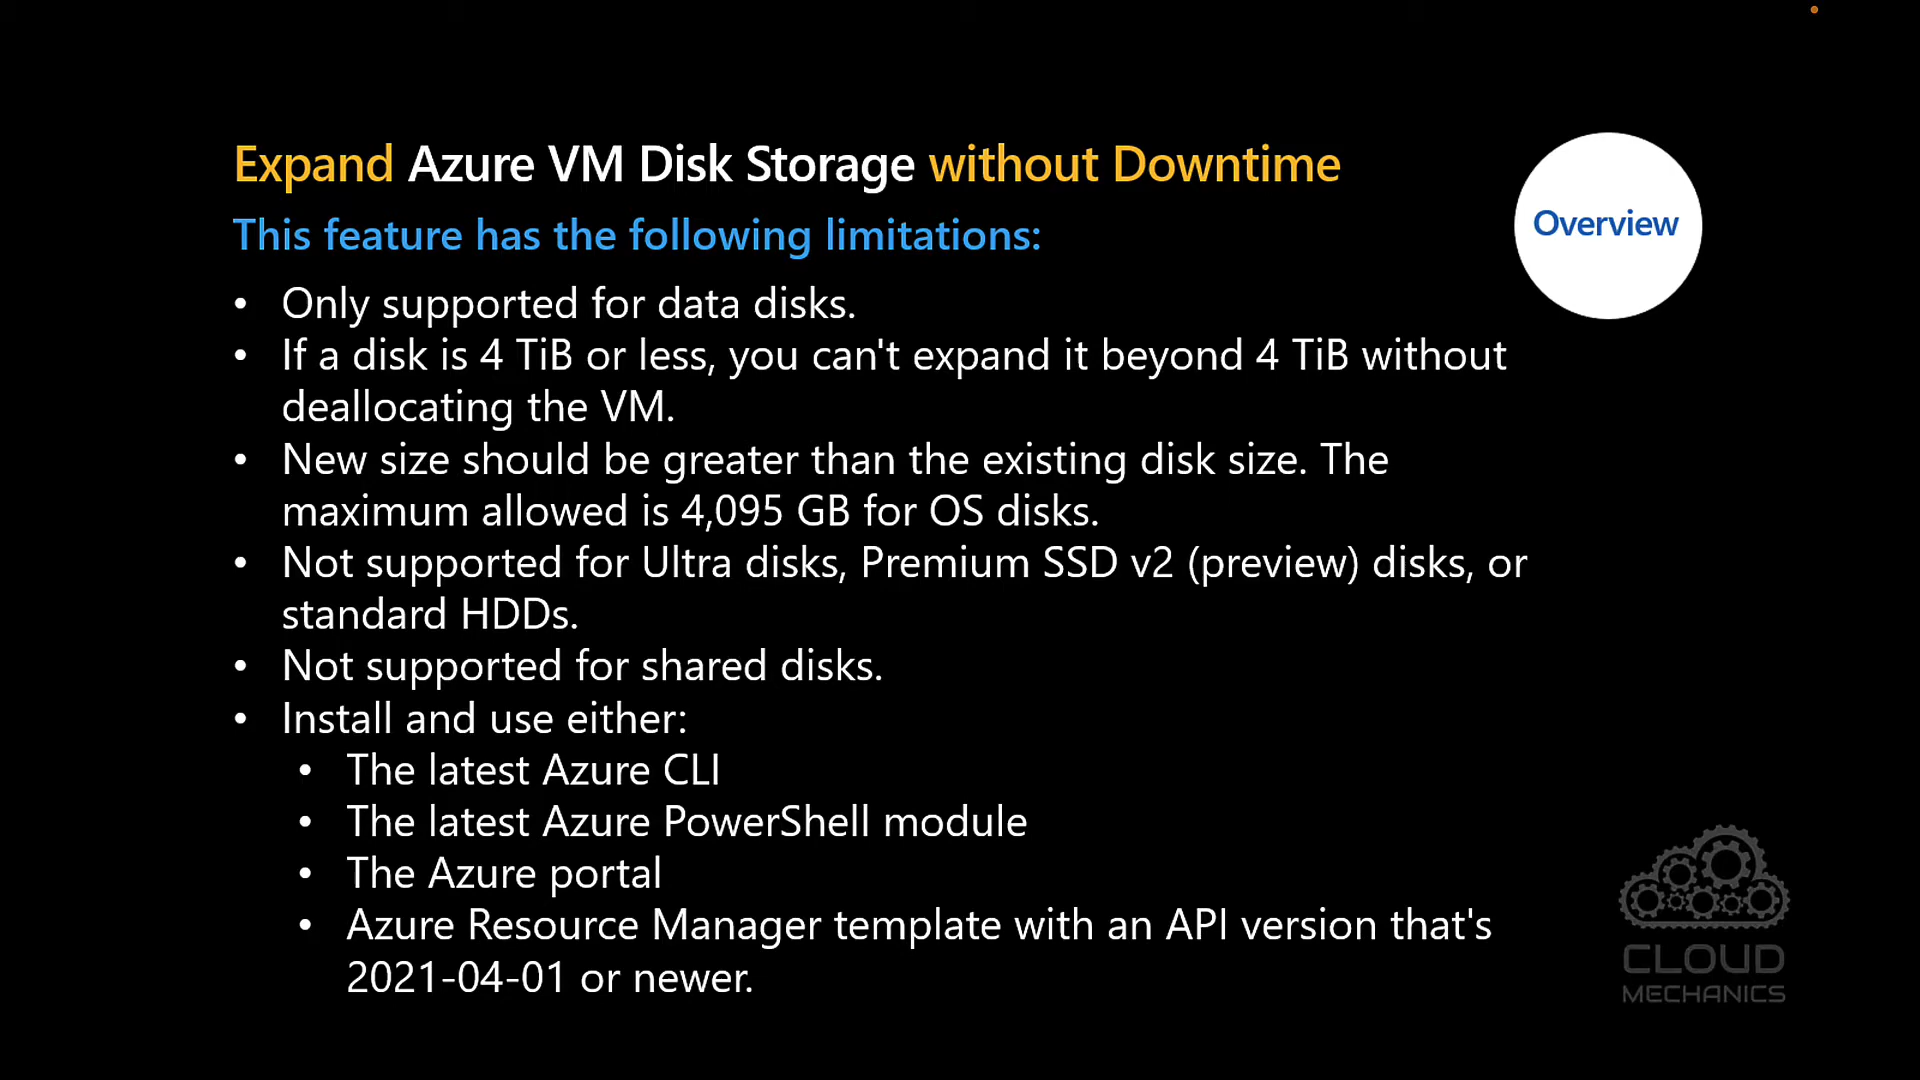 Expand Azure VM Disk Storage without Downtime
This feature has the following limitations:
Overview
• Only supported for data disks.
• If a disk is 4 TiB or less, you can't expand it beyond 4 TiB without
deallocating the VM.
• New size should be greater than the existing disk size. The
maximum allowed is 4,095 GB for OS disks.
• Not supported for Ultra disks, Premium SSD v2 (preview) disks, or
standard HDDs.
• Not supported for shared disks.
• Install and use either:
• The latest Azure CLI
• The latest Azure PowerShell module
• The Azure portal
• Azure Resource Manager template with an API version that's
2021-04-01 or newer.
CLOUD
MECHANICS